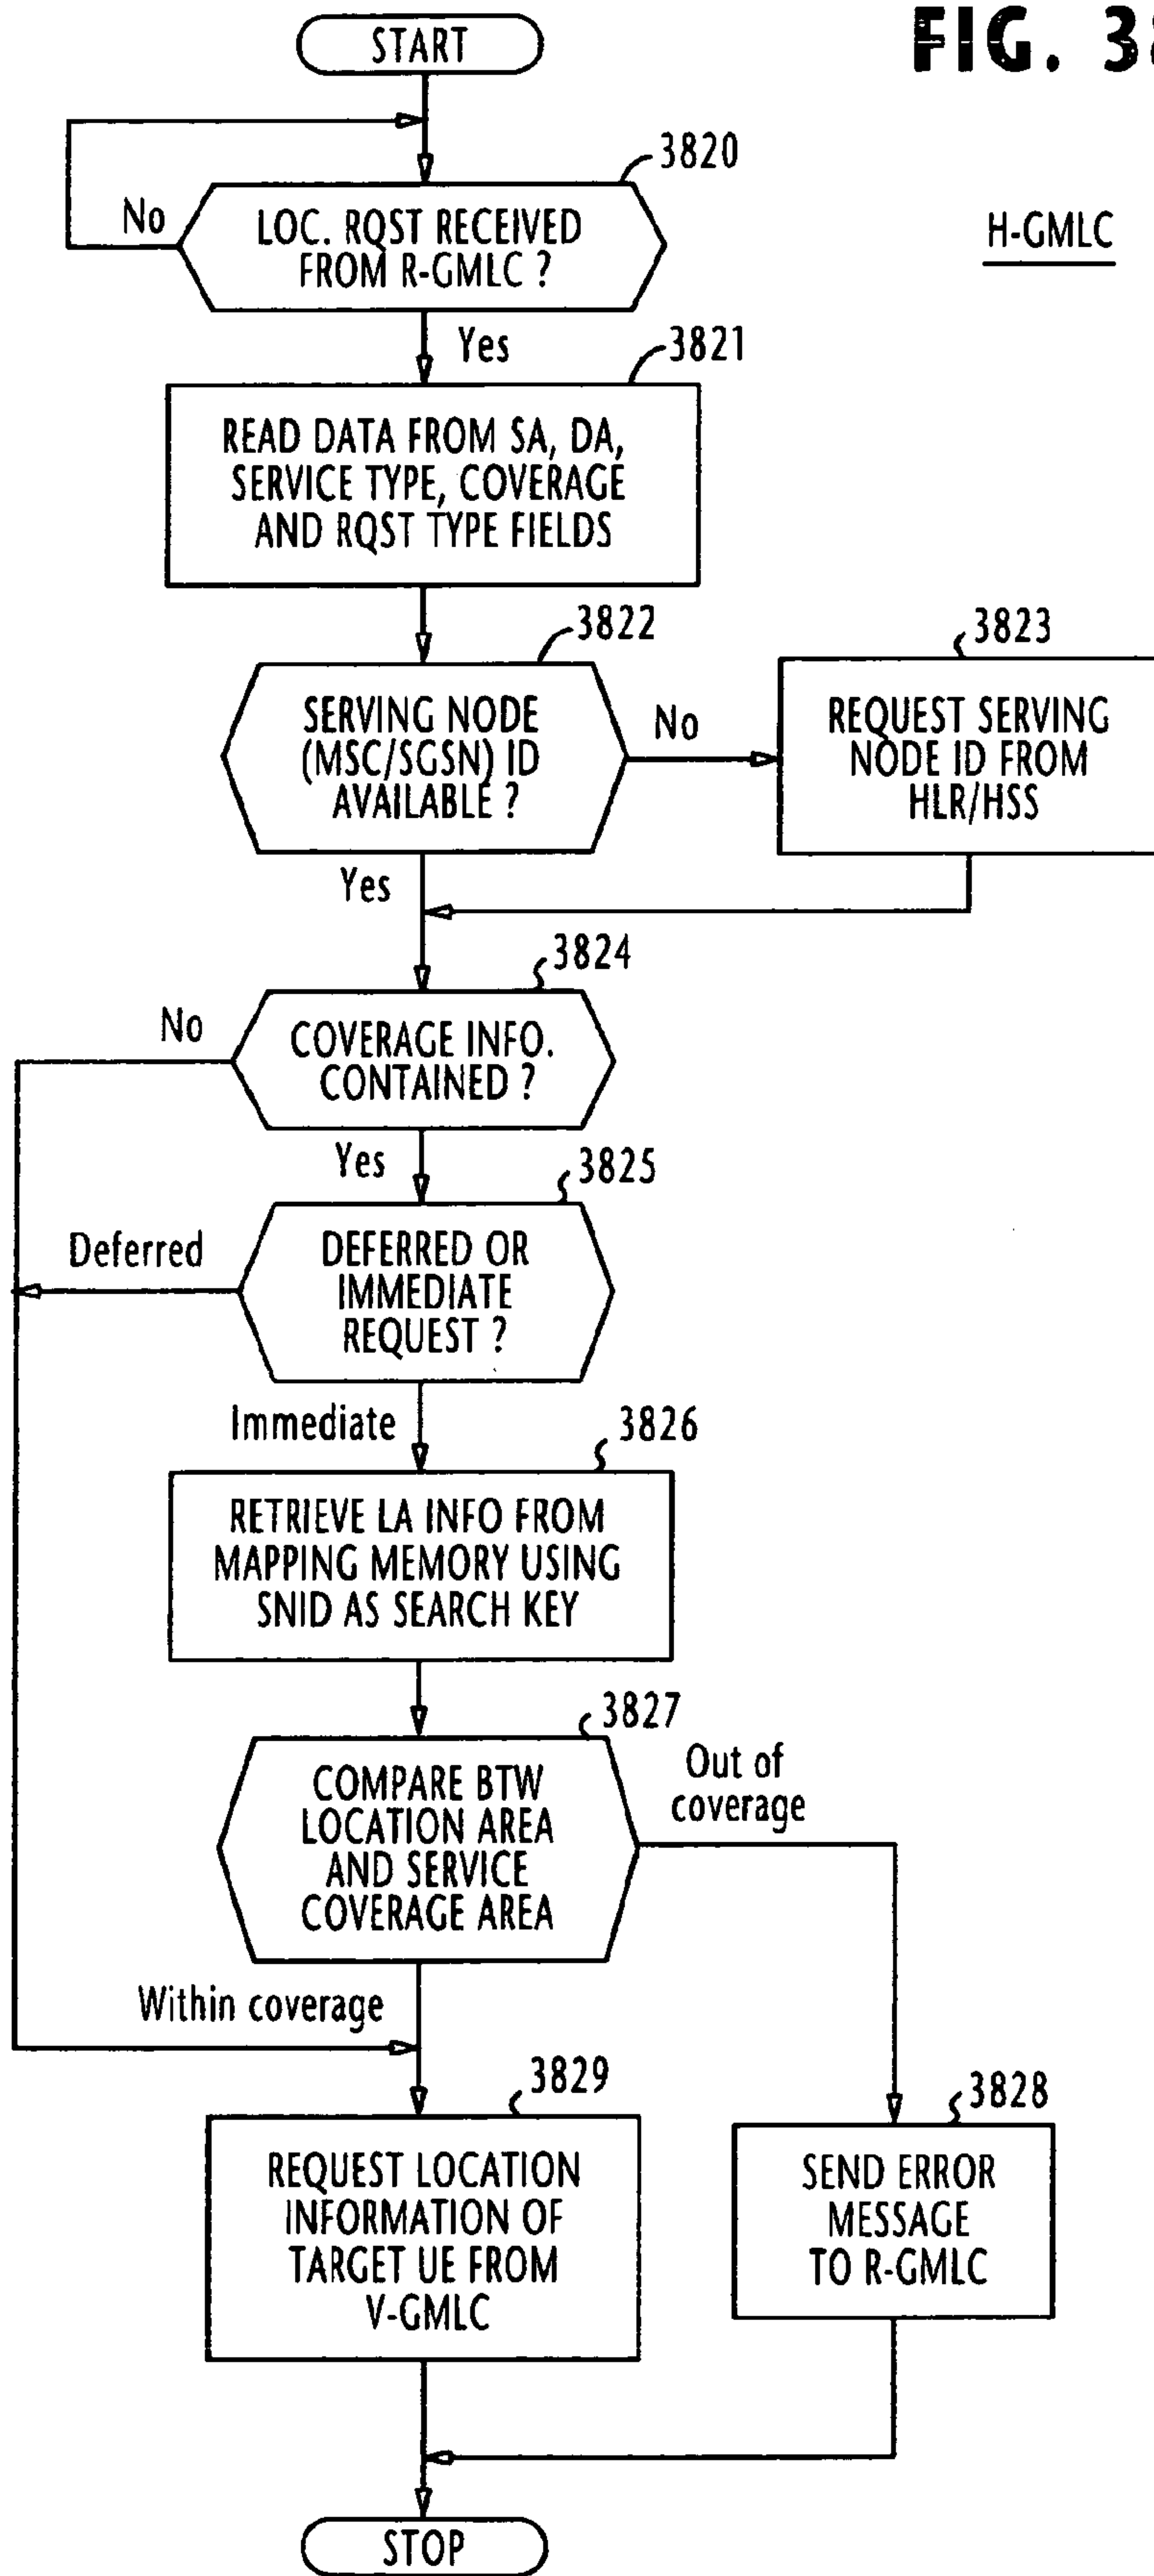 FIG. 38
START
3820
No
LOC. RQST RECEIVED
FROM R-GMLC ?
H-GMLC
Yes
3821
READ DATA FROM SA, DA,
SERVICE TYPE, COVERAGE
AND RQST TYPE FIELDS
3822
3823
SERVING NODE
(MSC/SGSN) ID
AVAILABLE ?
No
REQUEST SERVING
NODE ID FROM
HLR/HSS
Yes
3824
No
COVERAGE INFO.
CONTAINED ?
Yes
3825
Deferred
DEFERRED OR
IMMEDIATE
REQUEST ?
Immediate
3826
RETRIEVE LA INFO FROM
MAPPING MEMORY USING
SNID AS SEARCH KEY
3827
COMPARE BTW
LOCATION AREA
AND SERVICE
COVERAGE AREA
Out of
coverage
Within coverage
3829
3828
REQUEST LOCATION
INFORMATION OF
TARGET UE FROM
V-GMLC
SEND ERROR
MESSAGE
TO R-GMLC
STOP